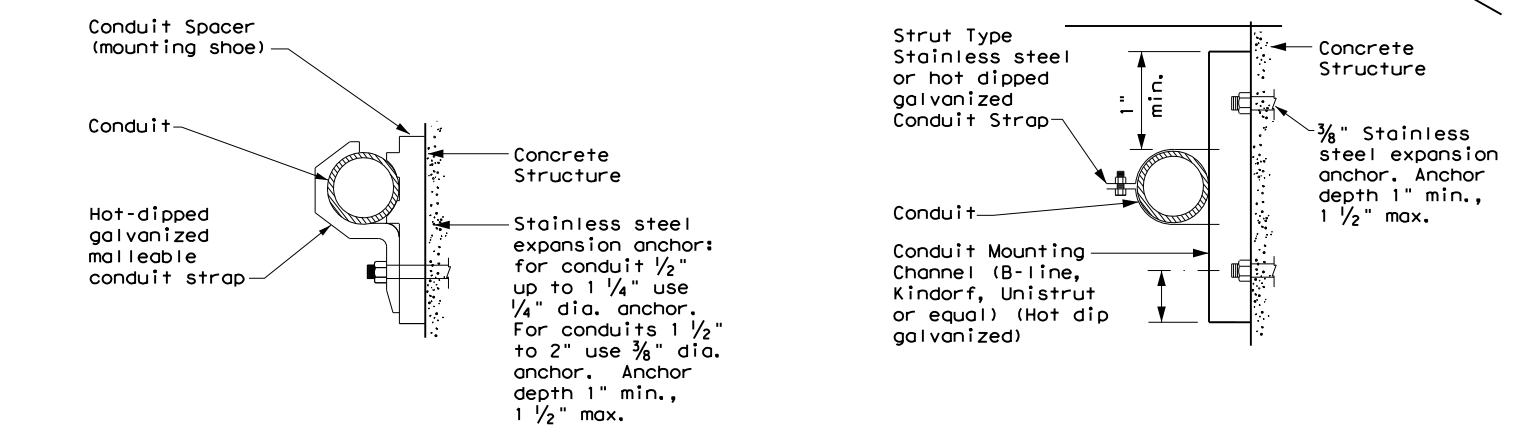 Conduit Spacer
(mounting shoe)
Conduit
Hot-dipped
galvanized
malleable
conduit strap
Concrete
Structure
Stainless steel
expansion anchor:
for conduit ½"
up to 1 ¼" use
¼" dia. anchor.
For conduits 1 ½"
to 2" use ⅜" dia.
anchor. Anchor
depth 1" min.,
1 ½" max.
Strut Type
Stainless steel
or hot dipped
galvanized
Conduit Strap
1"
min.
Conduit
Conduit Mounting
Channel (B-line,
Kindorf, Unistrut
or equal) (Hot dip
galvanized)
Concrete
Structure
⅜" Stainless
steel expansion
anchor. Anchor
depth 1" min.,
1 ½" max.